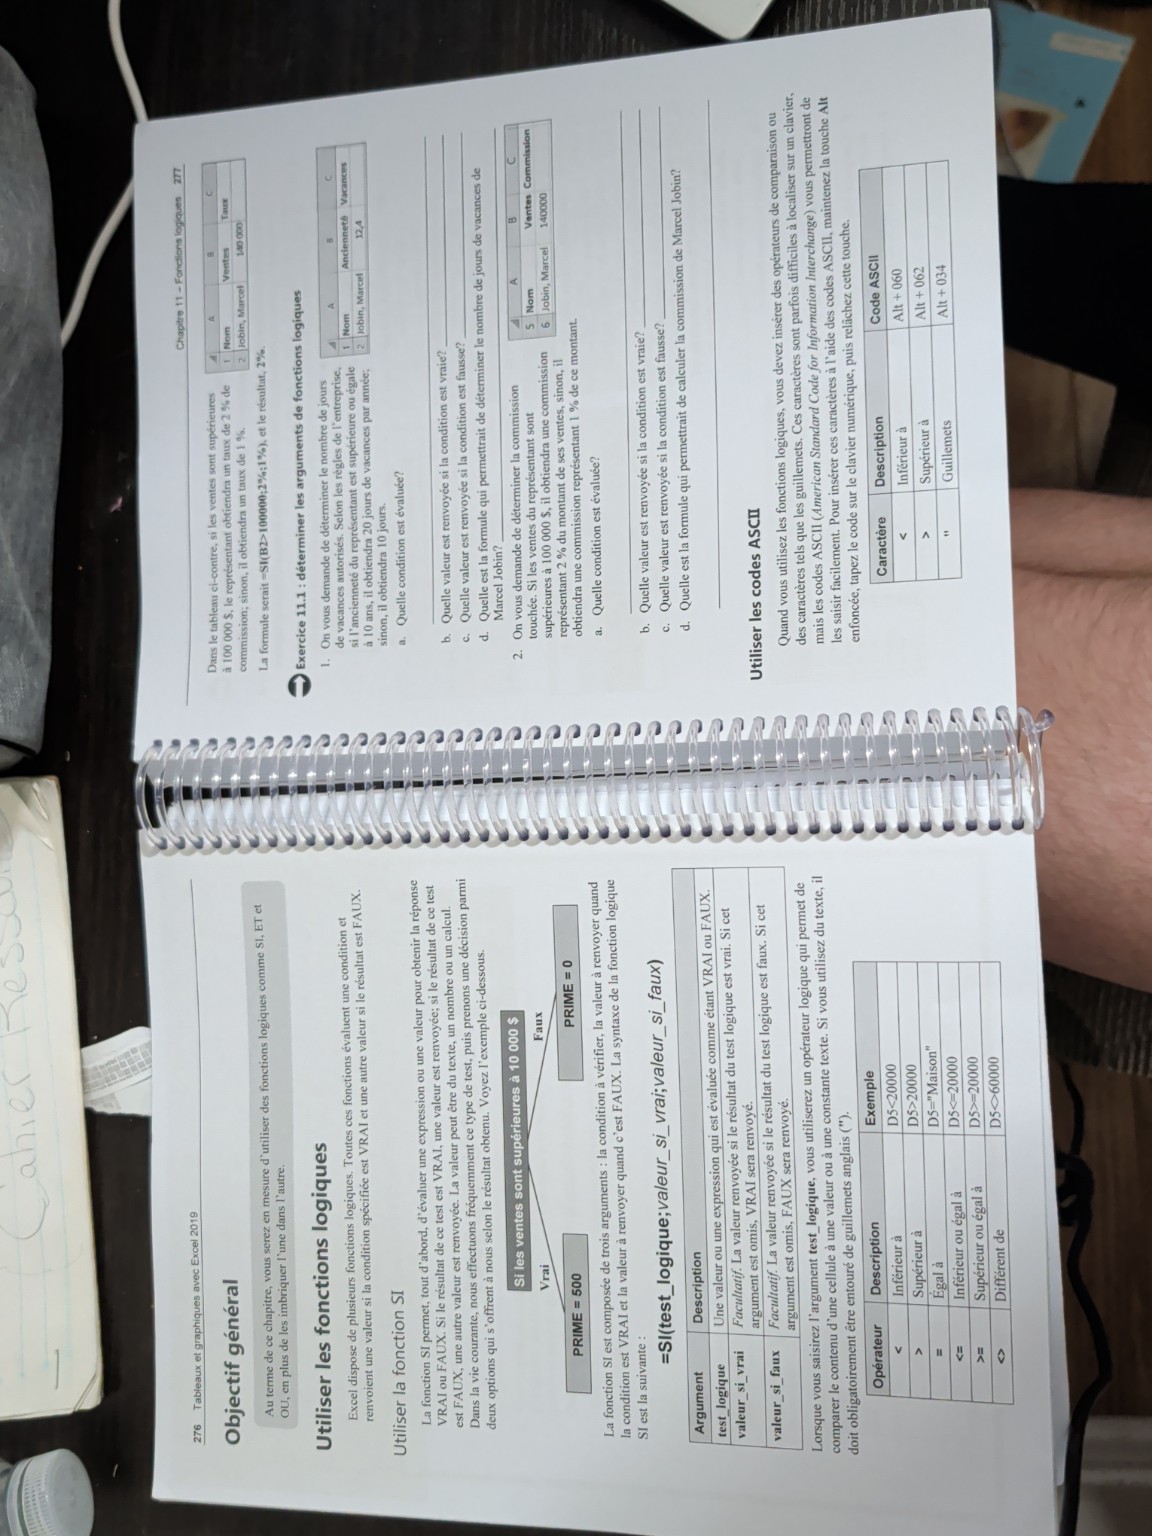 Cahier
276 Tableaux et graphiques avec Excel 2019
Objectif général
Au terme de ce chapitre, vous serez en mesure d'utiliser des fonctions logiques comme SI, ET et
OU, en plus de les imbriquer l'une dans l'autre.
Utiliser les fonctions logiques
Excel dispose de plusieurs fonctions logiques. Toutes ces fonctions évaluent une condition et
renvoient une valeur si la condition spécifiée est VRAI et une autre valeur si le résultat est FAUX.
Utiliser la fonction SI
La fonction SI permet, tout d'abord, d'évaluer une expression ou une valeur pour obtenir la réponse
VRAI ou FAUX. Si le résultat de ce test est VRAI, une valeur est renvoyée; si le résultat de ce test
est FAUX, une autre valeur est renvoyée. La valeur peut être du texte, un nombre ou un calcul.
Dans la vie courante, nous effectuons fréquemment ce type de test, puis prenons une décision parmi
deux options qui s'offrent à nous selon le résultat obtenu. Voyez l'exemple ci-dessous.
Si les ventes sont supérieures à 10 000 $
Vrai Faux
PRIME = 500 PRIME = 0
La fonction SI est composée de trois arguments : la condition à vérifier, la valeur à renvoyer quand
la condition est VRAI et la valeur à renvoyer quand c'est FAUX. La syntaxe de la fonction logique
SI est la suivante :
=SI(test_logique;valeur_si_vrai;valeur_si_faux)
Argument Description
test_logique Une valeur ou une expression qui est évaluée comme étant VRAI ou FAUX.
valeur_si_vrai Facultatif. La valeur renvoyée si le résultat du test logique est vrai. Si cet
argument est omis, VRAI sera renvoyé.
valeur_si_faux Facultatif. La valeur renvoyée si le résultat du test logique est faux. Si cet
argument est omis, FAUX sera renvoyé.
Lorsque vous saisirez l'argument test_logique, vous utiliserez un opérateur logique qui permet de
comparer le contenu d'une cellule à une valeur ou à une constante texte. Si vous utilisez du texte, il
doit obligatoirement être entouré de guillemets anglais (").
Opérateur Description Exemple
< Inférieur à D5<20000
> Supérieur à D5>20000
= Égal à D5="Maison"
<= Inférieur ou égal à D5<=20000
>= Supérieur ou égal à D5>=20000
<> Différent de D5<>60000
Chapitre 11 – Fonctions logiques 277
Dans le tableau ci-contre, si les ventes sont supérieures
à 100 000 $, le représentant obtiendra un taux de 2 % de
commission; sinon, il obtiendra un taux de 1 %.
A B C
1 Nom Ventes Taux
2 Jobin, Marcel 140 000
La formule serait =SI(B2>100000;2%;1%), et le résultat, 2%.
Exercice 11.1 : déterminer les arguments de fonctions logiques
1. On vous demande de déterminer le nombre de jours
de vacances autorisés. Selon les règles de l'entreprise,
si l'ancienneté du représentant est supérieure ou égale
à 10 ans, il obtiendra 20 jours de vacances par année;
sinon, il obtiendra 10 jours.
A B C
1 Nom Ancienneté Vacances
2 Jobin, Marcel 12,4
a. Quelle condition est évaluée?
b. Quelle valeur est renvoyée si la condition est vraie?
c. Quelle valeur est renvoyée si la condition est fausse?
d. Quelle est la formule qui permettrait de déterminer le nombre de jours de vacances de
Marcel Jobin?
2. On vous demande de déterminer la commission
touchée. Si les ventes du représentant sont
supérieures à 100 000 $, il obtiendra une commission
représentant 2 % du montant de ses ventes, sinon, il
obtiendra une commission représentant 1 % de ce montant.
A B C
5 Nom Ventes Commission
6 Jobin, Marcel 140000
a. Quelle condition est évaluée?
b. Quelle valeur est renvoyée si la condition est vraie?
c. Quelle valeur est renvoyée si la condition est fausse?
d. Quelle est la formule qui permettrait de calculer la commission de Marcel Jobin?
Utiliser les codes ASCII
Quand vous utilisez les fonctions logiques, vous devez insérer des opérateurs de comparaison ou
des caractères tels que les guillemets. Ces caractères sont parfois difficiles à localiser sur un clavier,
mais les codes ASCII (American Standard Code for Information Interchange) vous permettront de
les saisir facilement. Pour insérer ces caractères à l'aide des codes ASCII, maintenez la touche Alt
enfoncée, tapez le code sur le clavier numérique, puis relâchez cette touche.
Caractère Description Code ASCII
< Inférieur à Alt + 060
> Supérieur à Alt + 062
" Guillemets Alt + 034